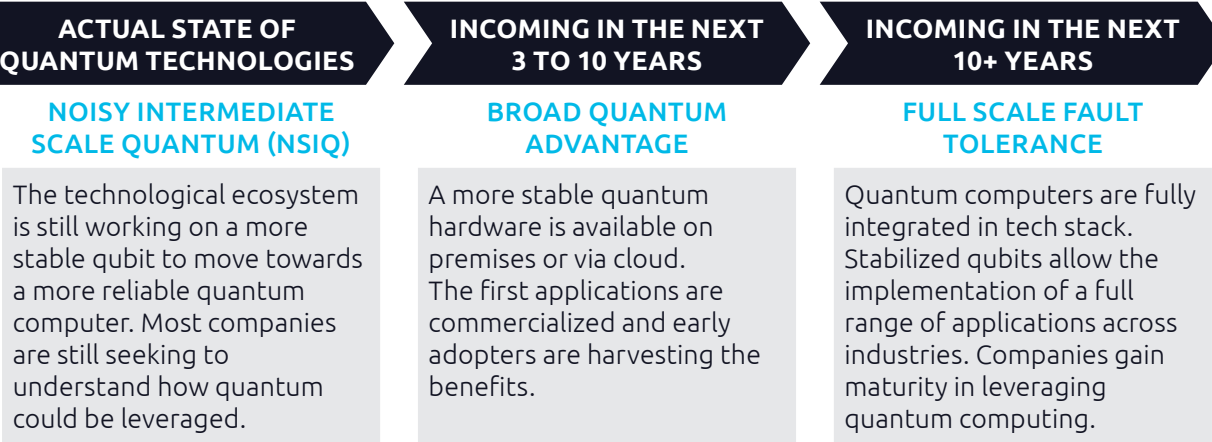 ACTUAL STATE OF
QUANTUM TECHNOLOGIES
NOISY INTERMEDIATE
SCALE QUANTUM (NSIQ)
The technological ecosystem
is still working on a more
stable qubit to move towards
a more reliable quantum
computer. Most companies
are still seeking to
understand how quantum
could be leveraged.
INCOMING IN THE NEXT
3 TO 10 YEARS
BROAD QUANTUM
ADVANTAGE
A more stable quantum
hardware is available on
premises or via cloud.
The first applications are
commercialized and early
adopters are harvesting the
benefits.
INCOMING IN THE NEXT
10+ YEARS
FULL SCALE FAULT
TOLERANCE
Quantum computers are fully
integrated in tech stack.
Stabilized qubits allow the
implementation of a full
range of applications across
industries. Companies gain
maturity in leveraging
quantum computing.